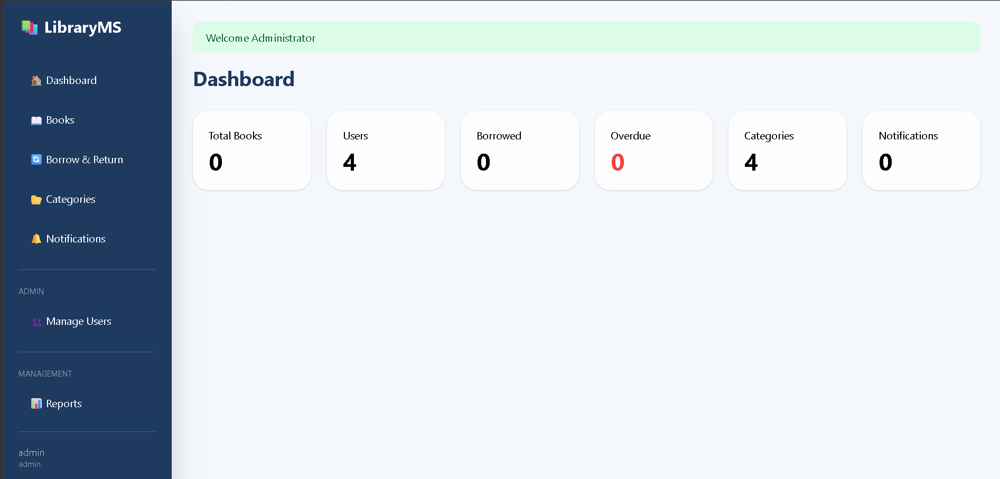 LibraryMS
Dashboard
Books
Borrow & Return
Categories
Notifications
ADMIN
Manage Users
MANAGEMENT
Reports
admin
admin
Welcome Administrator
Dashboard
Total Books
0
Users
4
Borrowed
0
Overdue
0
Categories
4
Notifications
0